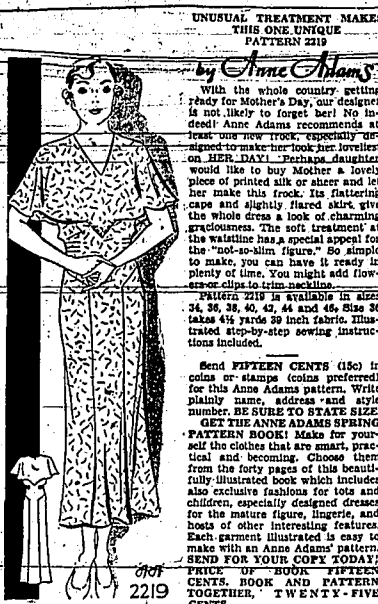 UNUSUAL TREATMENT MAKES
THIS ONE UNIQUE
PATTERN 2219
by Anne Adams
With the whole country getting
ready for Mother's Day, our designer
is not likely to forget her! No in-
deed! Anne Adams recommends at
least one new frock, especially de-
signed to make her look her loveliest
on HER DAY! Perhaps daughter
would like to buy Mother a lovely
piece of printed silk or sheer and let
her make this frock. Its flattering
cape and slightly flared skirt, give
the whole dress a look of charming
graciousness. The soft treatment at
the waistline has a special appeal for
the "not-so-slim figure." So simple
to make, you can have it ready in
plenty of time. You might add flow-
ers or clips to trim neckline.
Pattern 2219 is available in sizes
34, 36, 38, 40, 42, 44 and 46. Size 36
takes 4¼ yards 39 inch fabric. Illus-
trated step-by-step sewing instruc-
tions included.
Send FIFTEEN CENTS (15c) in
coins or stamps (coins preferred)
for this Anne Adams pattern. Write
plainly name, address and style
number. BE SURE TO STATE SIZE.
GET THE ANNE ADAMS SPRING
PATTERN BOOK! Make for your-
self the clothes that are smart, prac-
tical and becoming. Choose them
from the forty pages of this beauti-
fully illustrated book which includes
also exclusive fashions for tots and
children, especially designed dresses
for the mature figure, lingerie, and
hosts of other interesting features.
Each garment illustrated is easy to
make with an Anne Adams' pattern.
SEND FOR YOUR COPY TODAY.
PRICE OF BOOK FIFTEEN
CENTS. BOOK AND PATTERN
TOGETHER, TWENTY-FIVE
CENTS
AA
2219